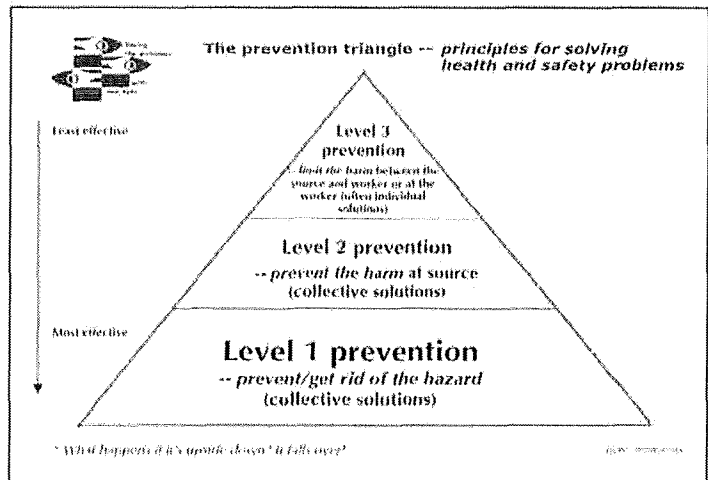 The prevention triangle -- principles for solving
health and safety problems
Least effective
Level 3
prevention
-- limit the harm between the
source and worker or at the
worker (often individual
solutions)
Level 2 prevention
-- prevent the harm at source
(collective solutions)
Most effective
Level 1 prevention
-- prevent/get rid of the hazard
(collective solutions)
* What happens if it's upside down? It falls over!